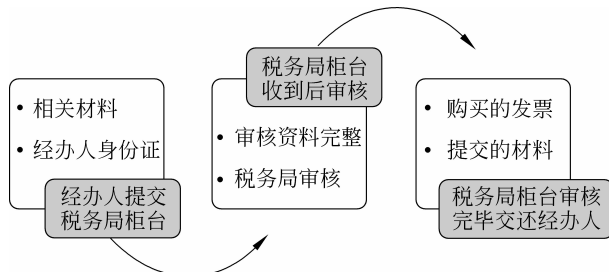 • 相关材料
• 经办人身份证
经办人提交
税务局柜台
税务局柜台
收到后审核
• 审核资料完整
• 税务局审核
• 购买的发票
• 提交的材料
税务局柜台审核
完毕交还经办人